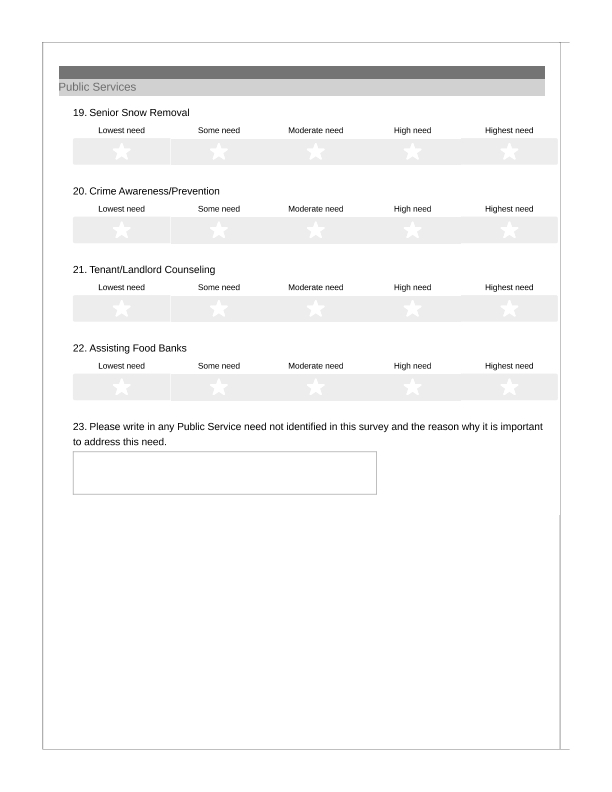 Public Services
19. Senior Snow Removal
Lowest need Some need Moderate need High need Highest need
20. Crime Awareness/Prevention
Lowest need Some need Moderate need High need Highest need
21. Tenant/Landlord Counseling
Lowest need Some need Moderate need High need Highest need
22. Assisting Food Banks
Lowest need Some need Moderate need High need Highest need
23. Please write in any Public Service need not identified in this survey and the reason why it is important
to address this need.